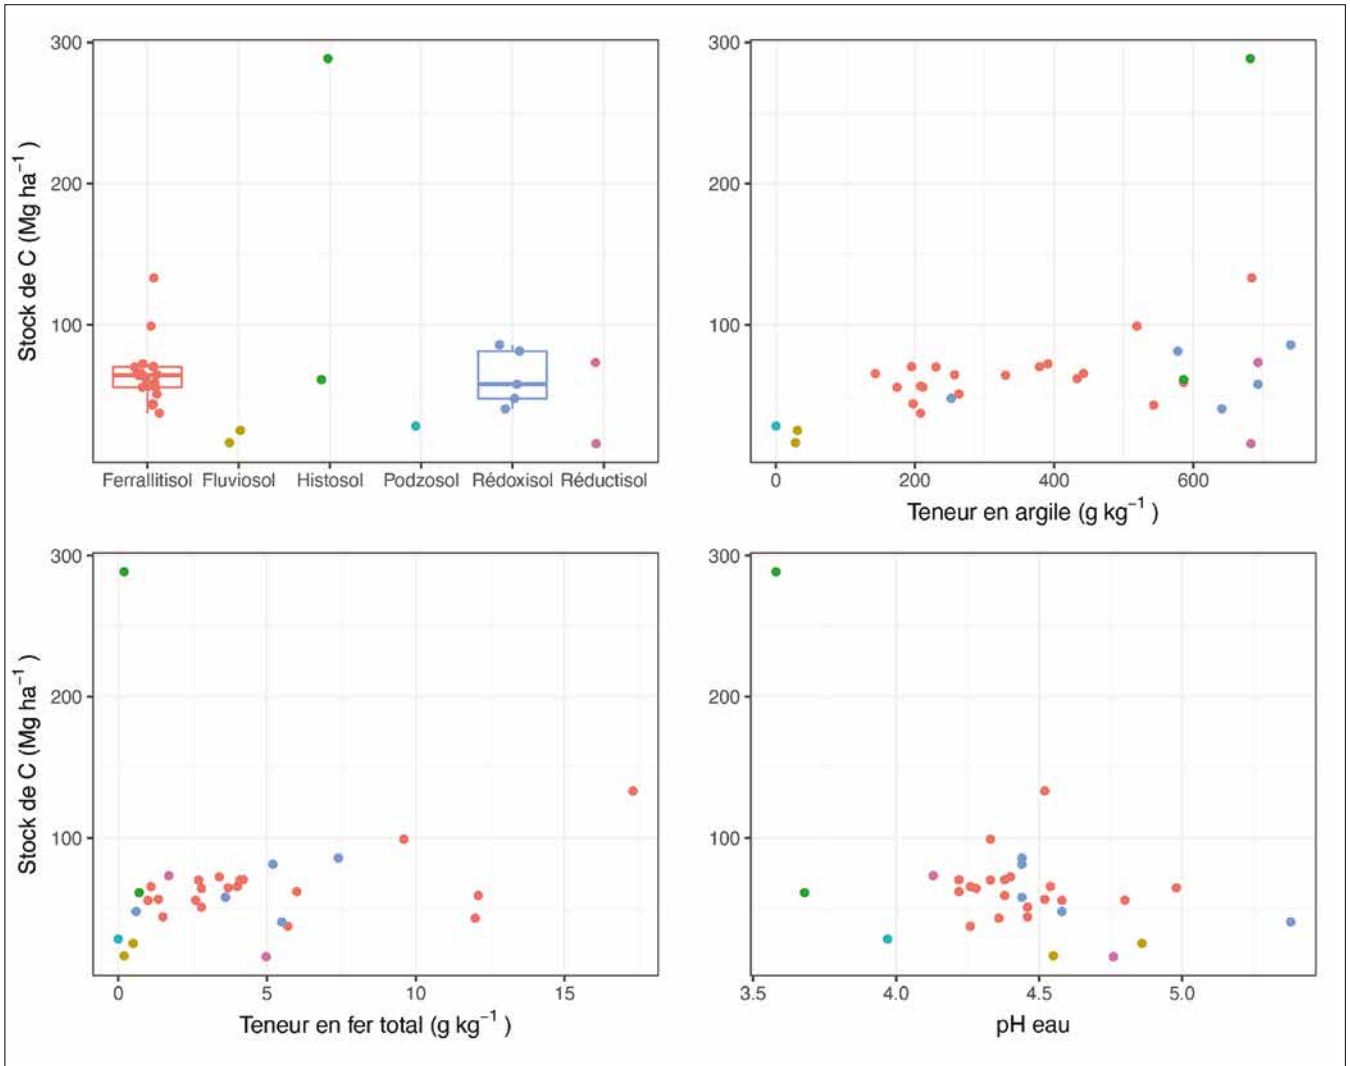 300
200
100
Stock de C (Mg ha⁻¹ )
Ferrallitisol Fluviosol Histosol Podzosol Rédoxisol Réductisol
300
200
100
0 200 400 600
Teneur en argile (g kg⁻¹ )
300
200
100
Stock de C (Mg ha⁻¹ )
0 5 10 15
Teneur en fer total (g kg⁻¹ )
300
200
100
3.5 4.0 4.5 5.0
pH eau